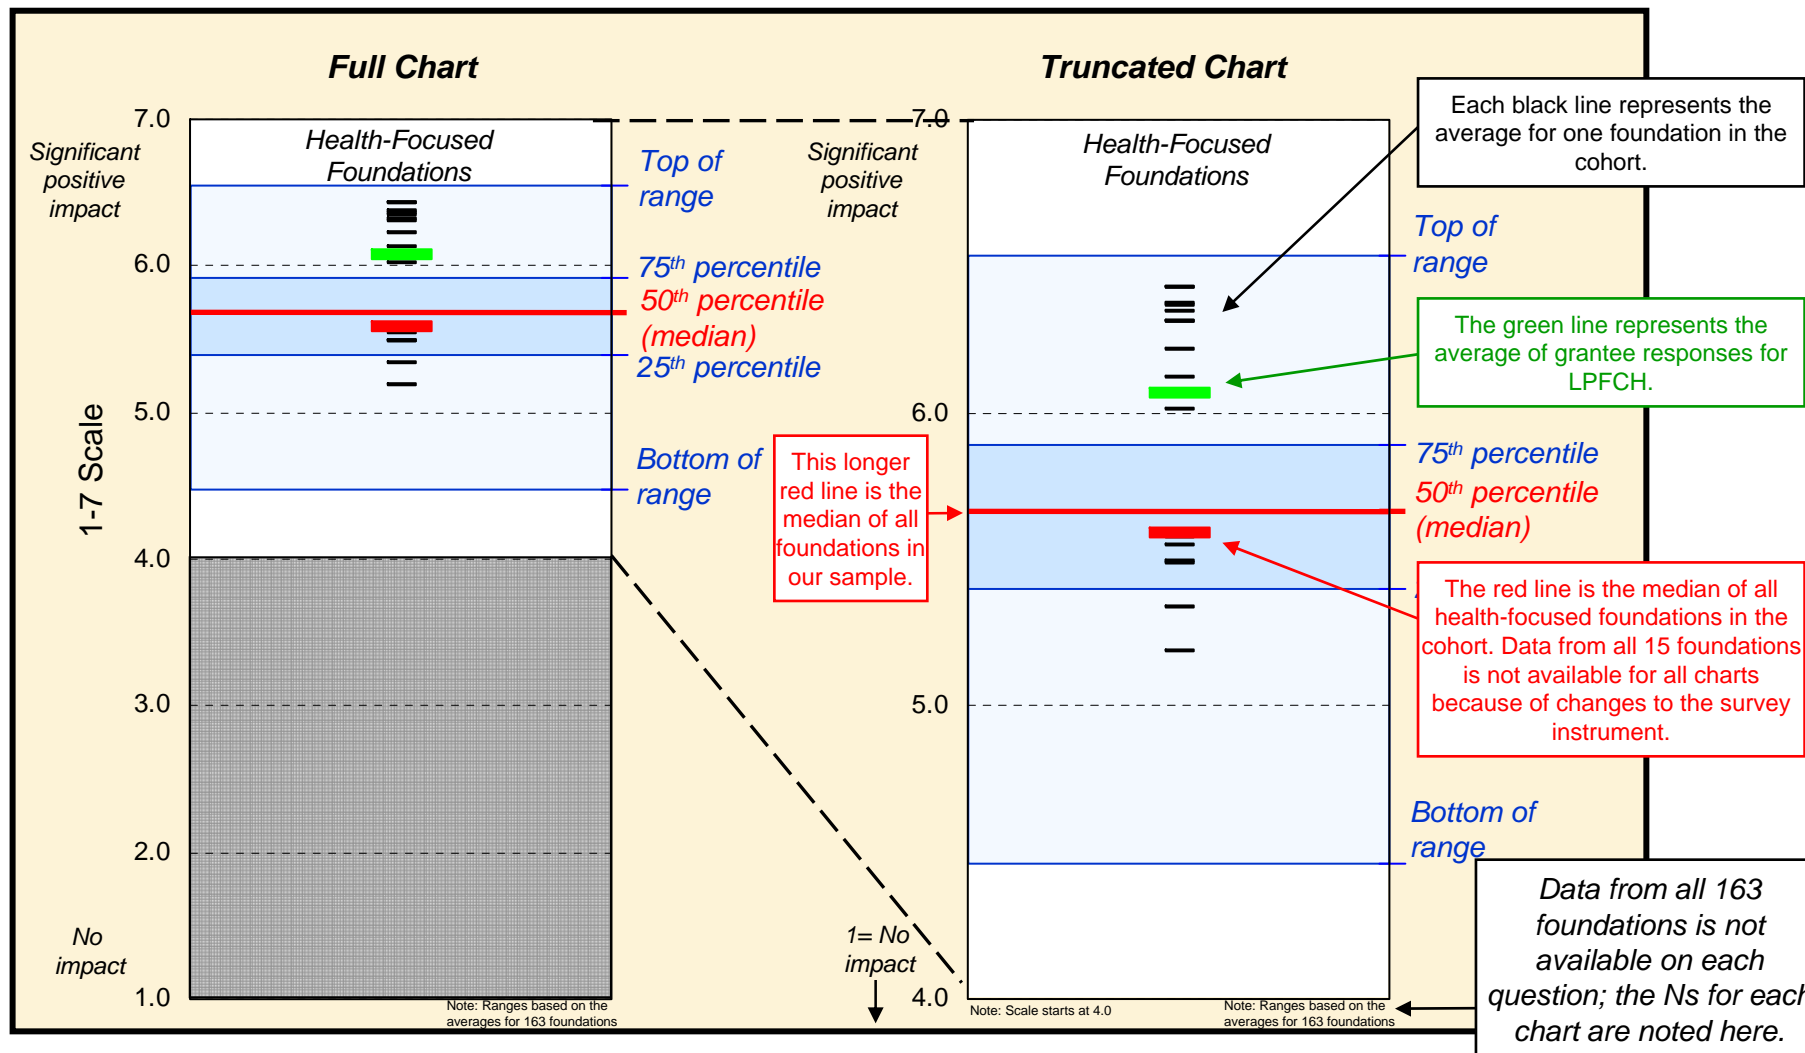 Full Chart
7.0
Significant
positive
impact
Health-Focused
Foundations
Top of
range
6.0
75th percentile
50th percentile
(median)
25th percentile
5.0
1-7 Scale
Bottom of
range
4.0
3.0
2.0
No
impact
1.0
Note: Ranges based on the
averages for 163 foundations
Truncated Chart
7.0
Significant
positive
impact
Health-Focused
Foundations
Top of
range
6.0
75th percentile
50th percentile
(median)
5.0
Bottom of
range
1= No
impact
4.0
Note: Scale starts at 4.0
Note: Ranges based on the
averages for 163 foundations
This longer
red line is the
median of all
foundations in
our sample.
Each black line represents the
average for one foundation in the
cohort.
The green line represents the
average of grantee responses for
LPFCH.
The red line is the median of all
health-focused foundations in the
cohort. Data from all 15 foundations
is not available for all charts
because of changes to the survey
instrument.
Data from all 163
foundations is not
available on each
question; the Ns for each
chart are noted here.